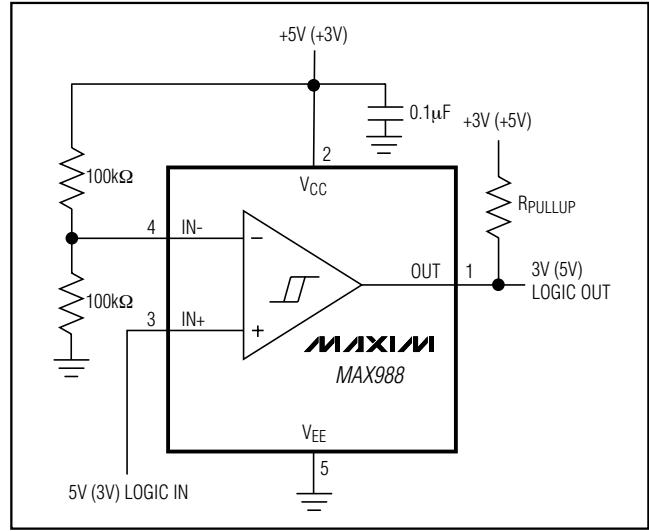 +5V (+3V)
0.1µF
+3V (+5V)
2
VCC
100kΩ
RPULLUP
4
IN-
−
OUT
1
3V (5V)
LOGIC OUT
100kΩ
3
IN+
+
MAXIM
MAX988
VEE
5
5V (3V) LOGIC IN